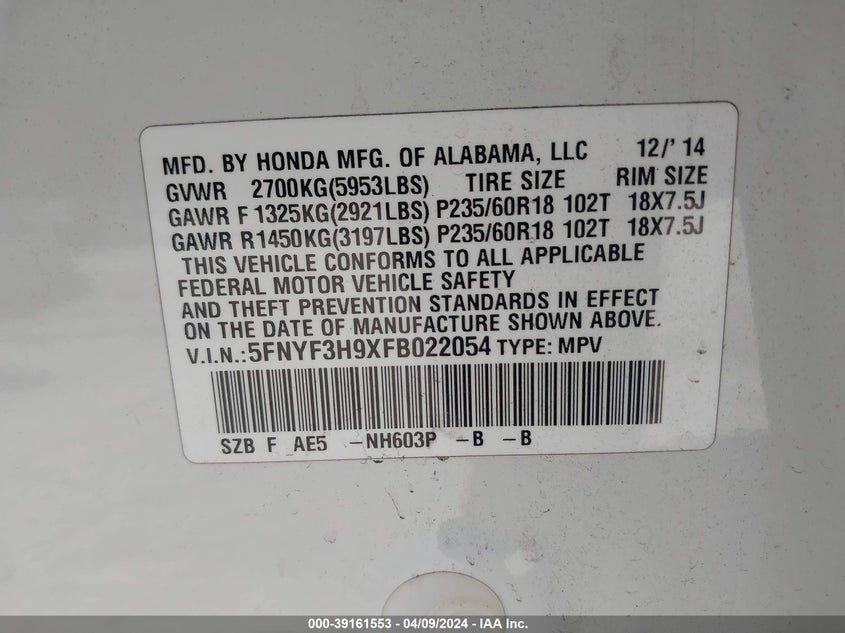 MFD. BY HONDA MFG. OF ALABAMA, LLC 12/' 14
GVWR 2700KG(5953LBS) TIRE SIZE RIM SIZE
GAWR F 1325KG(2921LBS) P235/60R18 102T 18X7.5J
GAWR R1450KG(3197LBS) P235/60R18 102T 18X7.5J
THIS VEHICLE CONFORMS TO ALL APPLICABLE
FEDERAL MOTOR VEHICLE SAFETY
AND THEFT PREVENTION STANDARDS IN EFFECT
ON THE DATE OF MANUFACTURE SHOWN ABOVE.
V.I.N.:5FNYF3H9XFB022054 TYPE: MPV
SZB F AE5 -NH603P -B -B
000-39161553 - 04/09/2024 - IAA Inc.